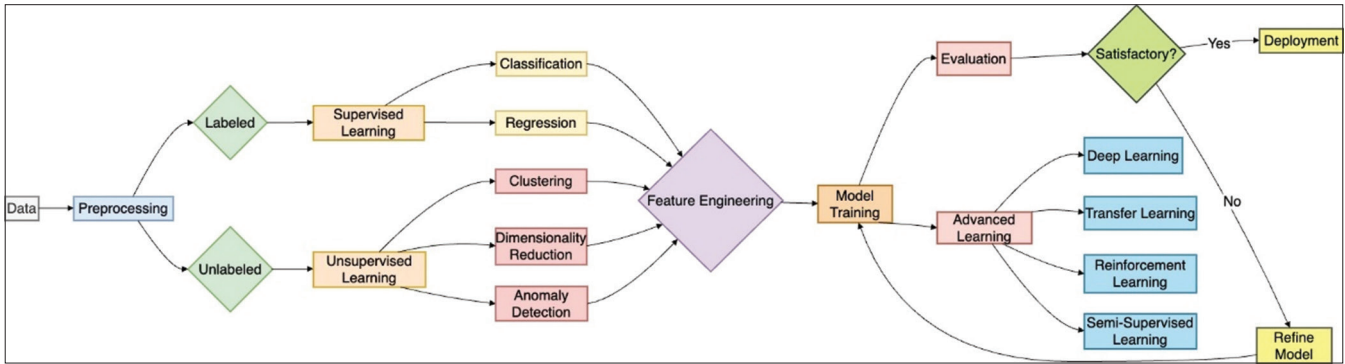 Data
Preprocessing
Labeled
Unlabeled
Supervised
Learning
Unsupervised
Learning
Classification
Regression
Clustering
Dimensionality
Reduction
Anomaly
Detection
Feature Engineering
Model
Training
Evaluation
Satisfactory?
Yes
Deployment
No
Refine
Model
Advanced
Learning
Deep Learning
Transfer Learning
Reinforcement
Learning
Semi-Supervised
Learning